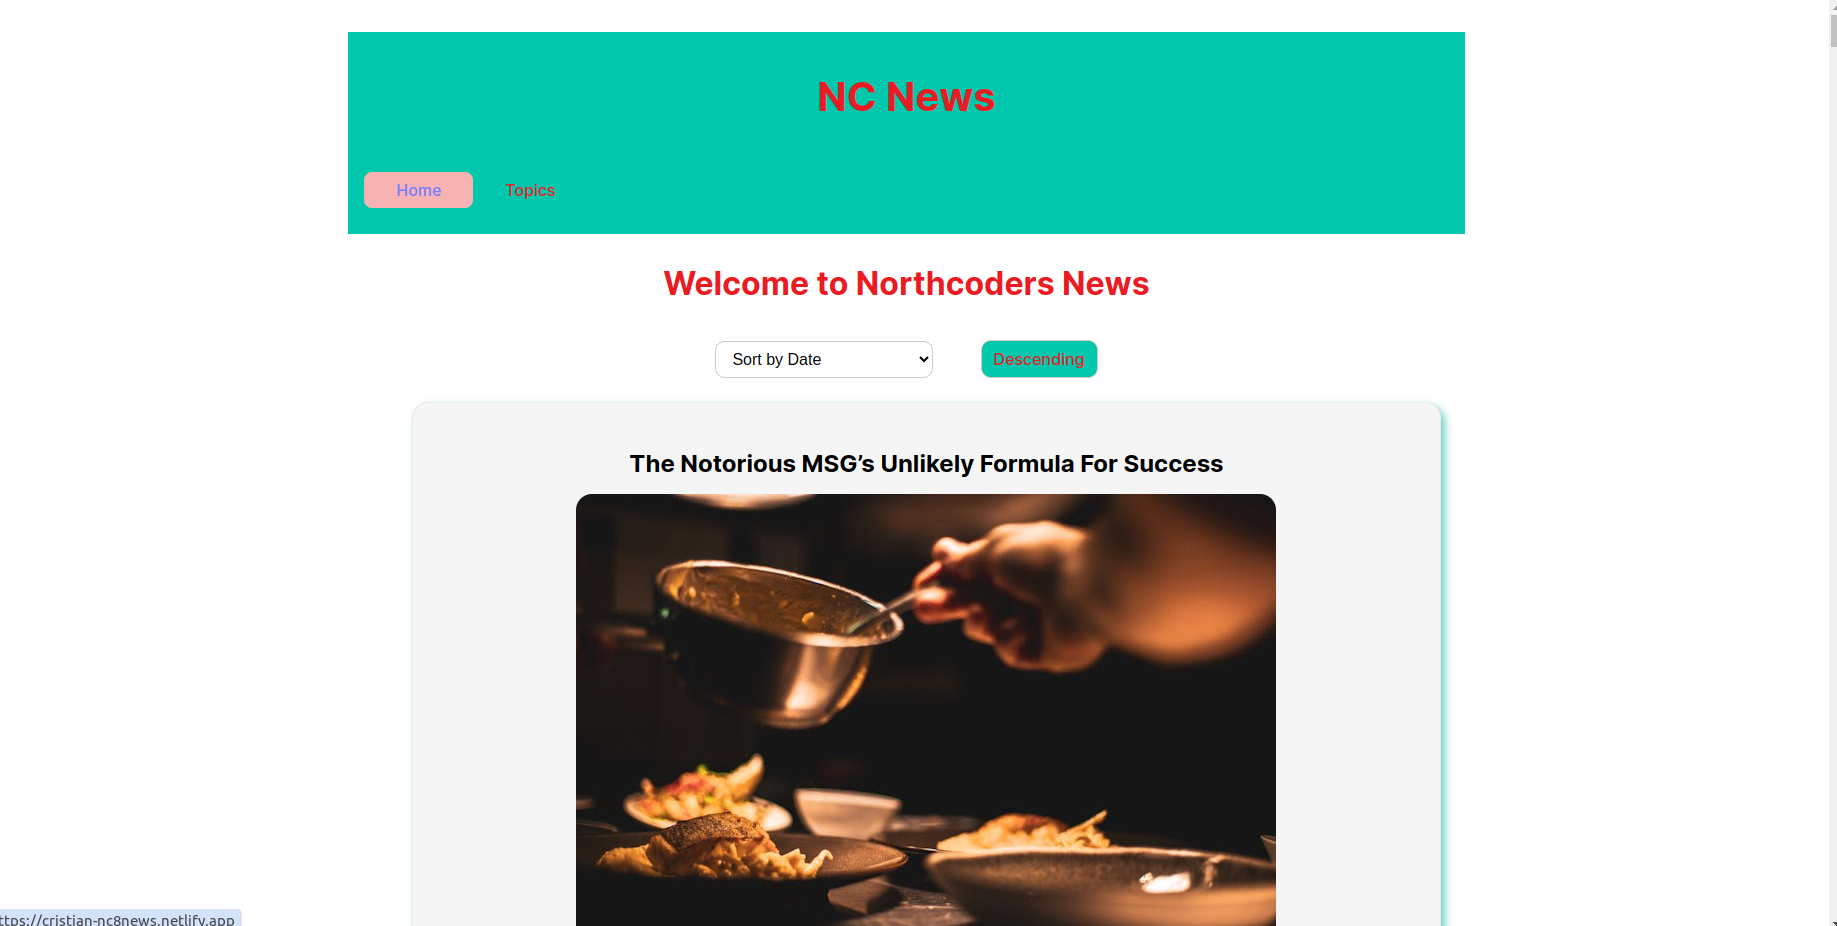 NC News
Home Topics
Welcome to Northcoders News
Sort by Date Descending
The Notorious MSG’s Unlikely Formula For Success
ttps://cristian-nc8news.netlify.app